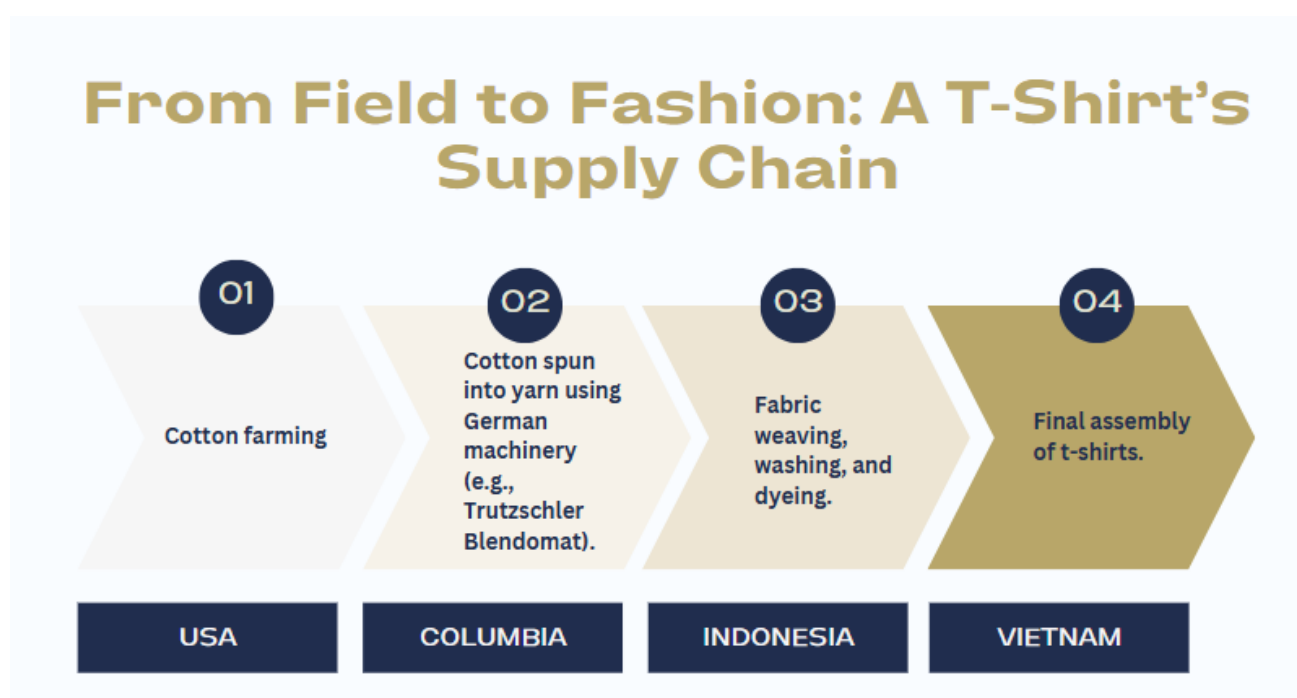 From Field to Fashion: A T-Shirt's
Supply Chain
01
Cotton farming
USA
02
Cotton spun
into yarn using
German
machinery
(e.g.,
Trutzschler
Blendomat).
COLUMBIA
03
Fabric
weaving,
washing, and
dyeing.
INDONESIA
04
Final assembly
of t-shirts.
VIETNAM